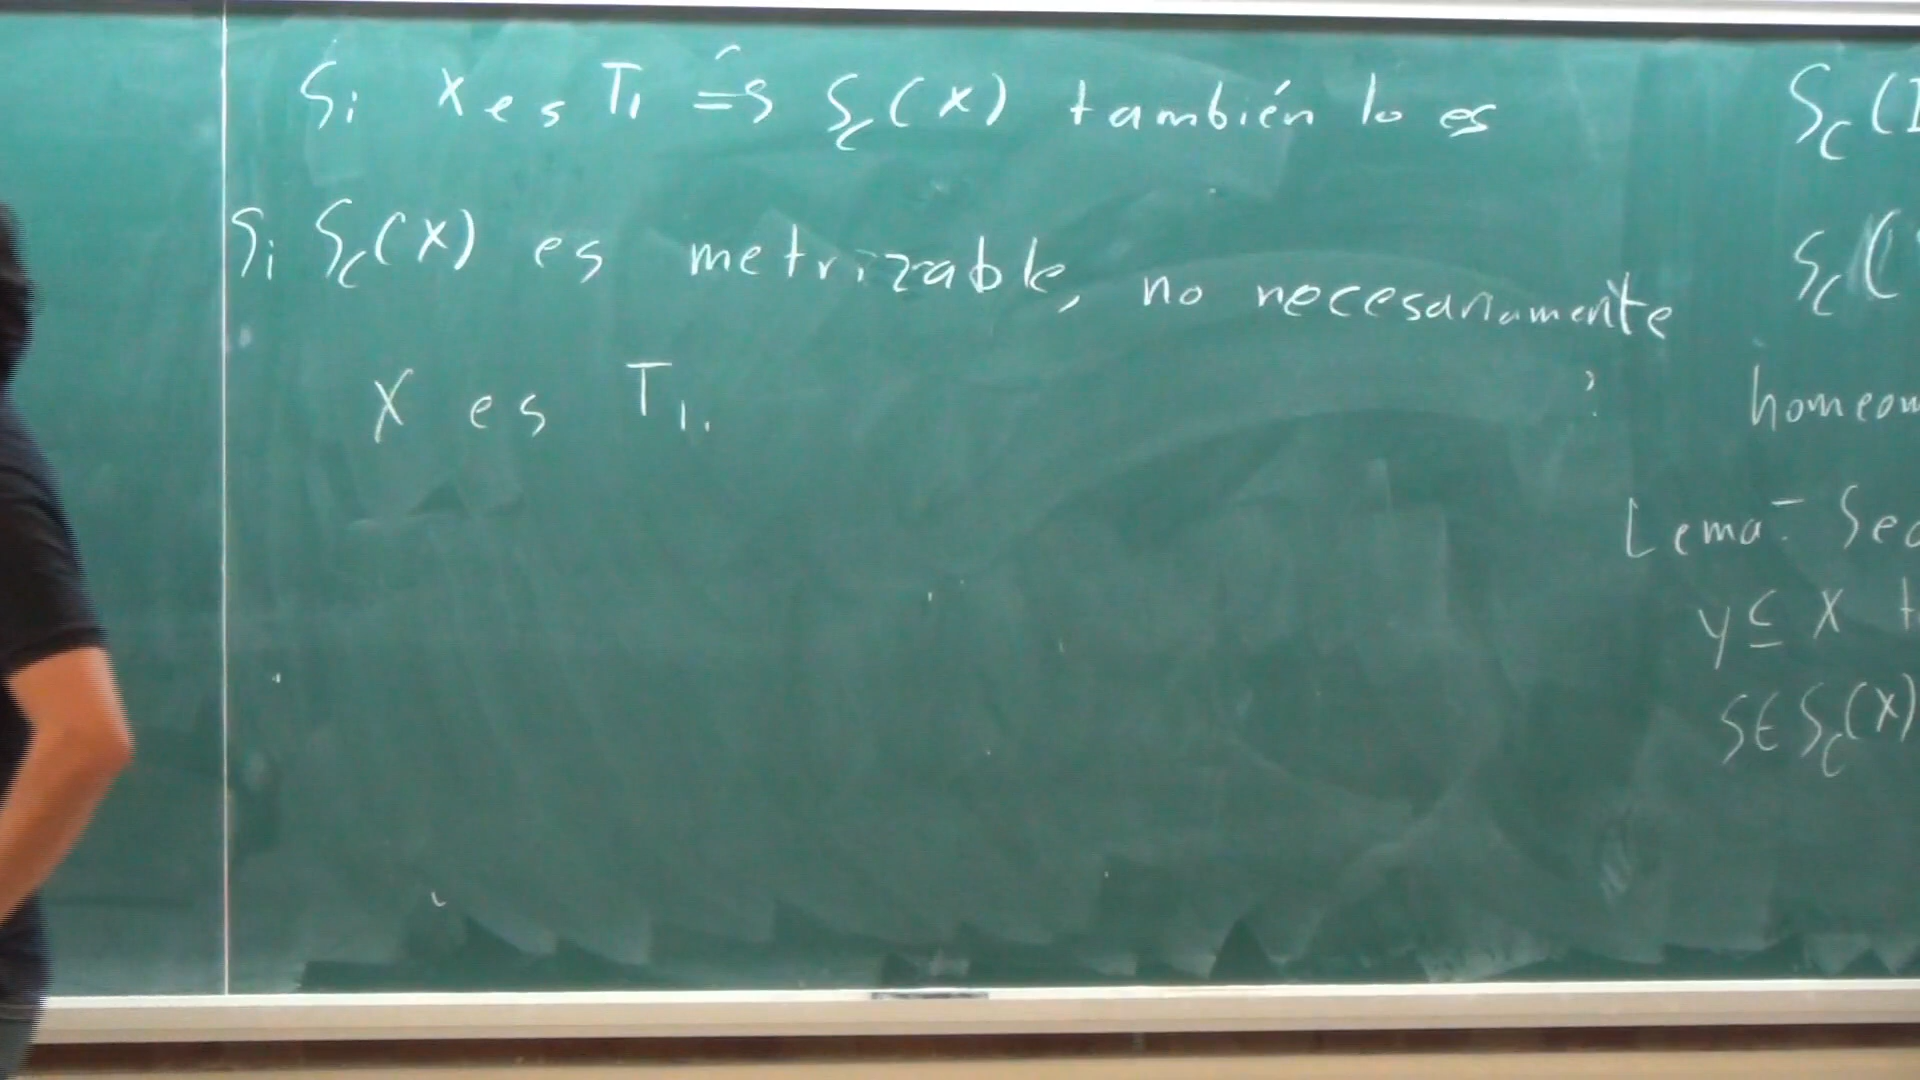 Si X es T₁ ⇒ S_c(X) también lo es
Si S_c(X) es metrizable, no necesariamente
X es T₁.
S_c(
S_c(
?
homeom
Lema: Sea
Y ⊆ X
S ∈ S_c(X)